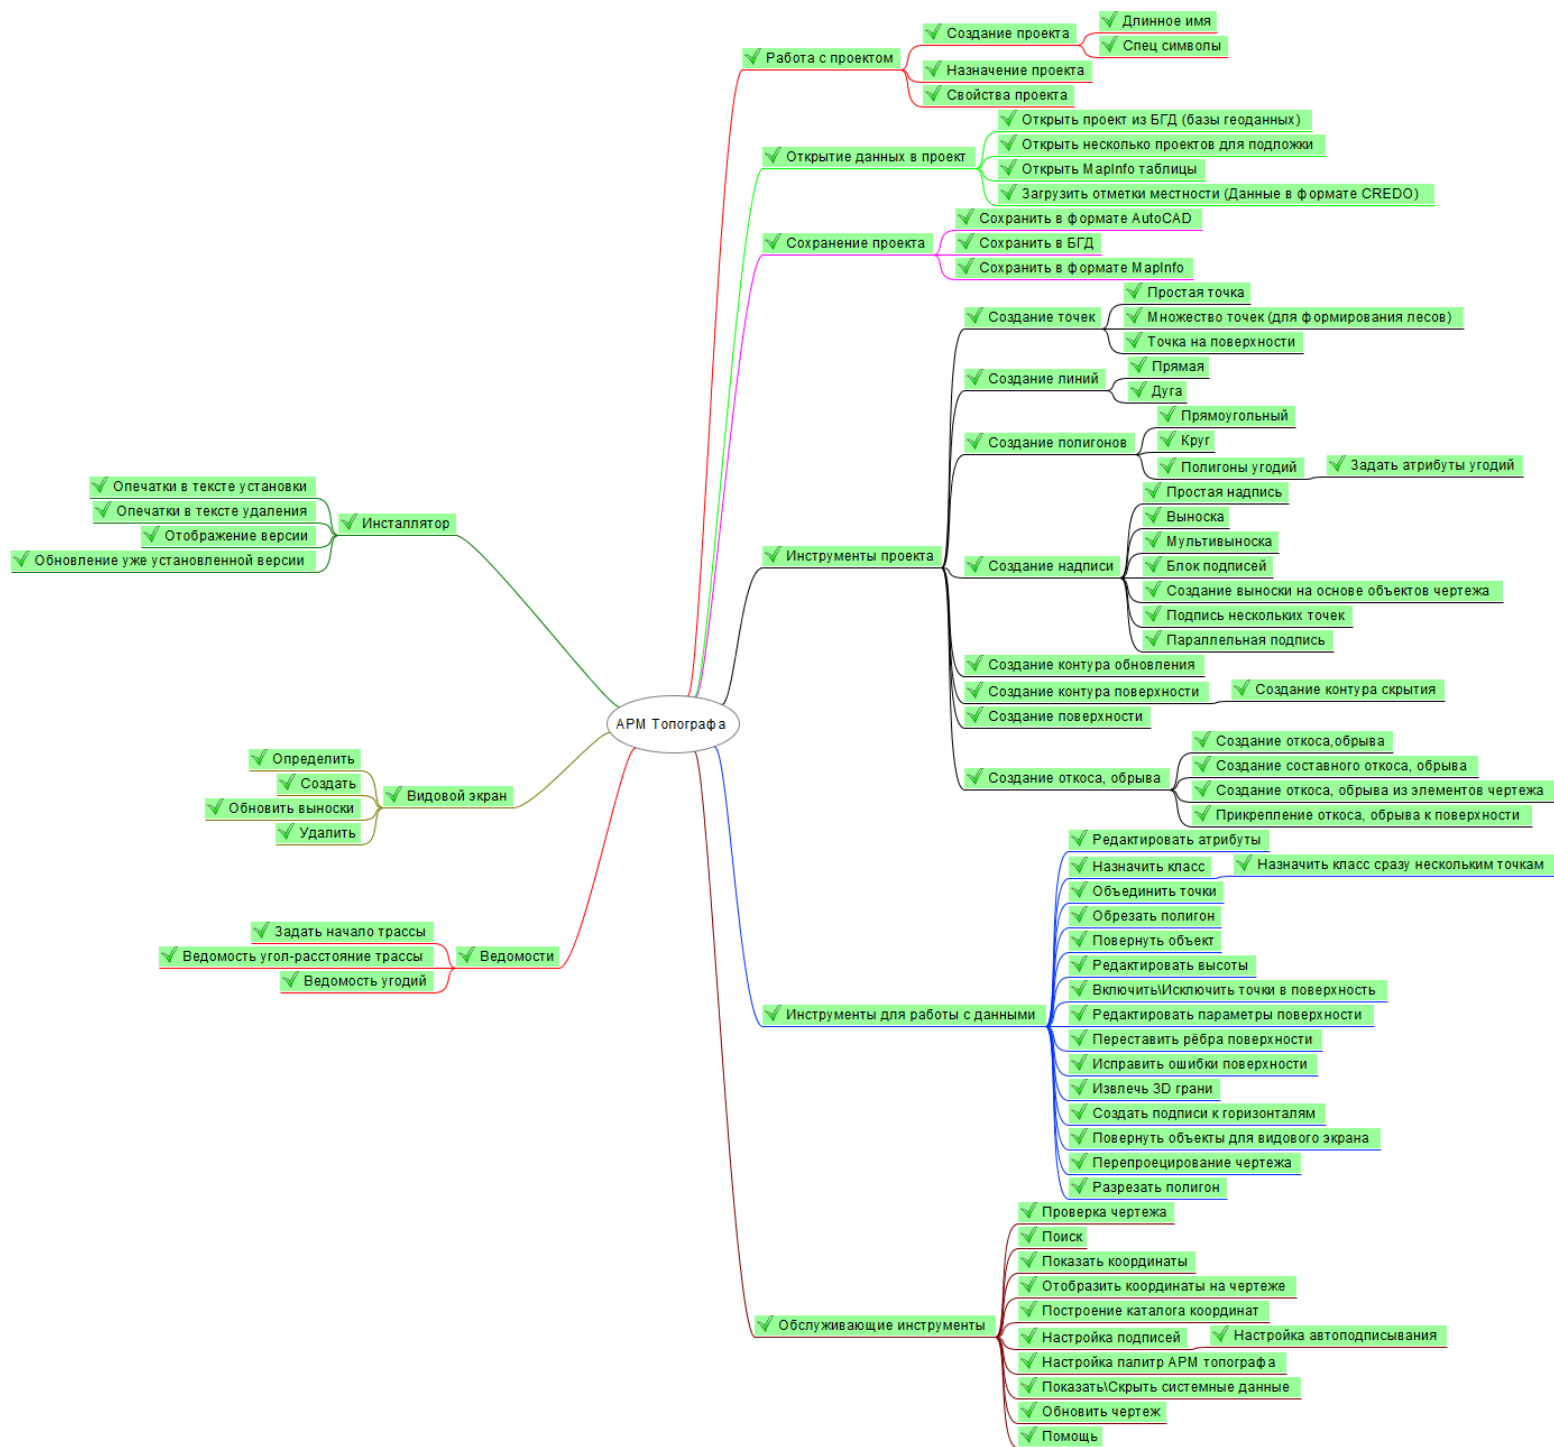 АРМ Топографа
Работа с проектом
Создание проекта
Длинное имя
Спец символы
Назначение проекта
Свойства проекта
Открытие данных в проект
Открыть проект из БГД (базы геоданных)
Открыть несколько проектов для подложки
Открыть MapInfo таблицы
Загрузить отметки местности (Данные в формате CREDO)
Сохранение проекта
Сохранить в формате AutoCAD
Сохранить в БГД
Сохранить в формате MapInfo
Инструменты проекта
Создание точек
Простая точка
Множество точек (для формирования лесов)
Точка на поверхности
Создание линий
Прямая
Дуга
Создание полигонов
Прямоугольный
Круг
Полигоны угодий
Задать атрибуты угодий
Создание надписи
Простая надпись
Выноска
Мультивыноска
Блок подписей
Создание выноски на основе объектов чертежа
Подпись нескольких точек
Параллельная подпись
Создание контура обновления
Создание контура поверхности
Создание контура скрытия
Создание поверхности
Создание откоса, обрыва
Создание откоса,обрыва
Создание составного откоса, обрыва
Создание откоса, обрыва из элементов чертежа
Прикрепление откоса, обрыва к поверхности
Инструменты для работы с данными
Редактировать атрибуты
Назначить класс
Назначить класс сразу нескольким точкам
Объединить точки
Обрезать полигон
Повернуть объект
Редактировать высоты
Включить\Исключить точки в поверхность
Редактировать параметры поверхности
Переставить рёбра поверхности
Исправить ошибки поверхности
Извлечь 3D грани
Создать подписи к горизонталям
Повернуть объекты для видового экрана
Перепроецирование чертежа
Разрезать полигон
Обслуживающие инструменты
Проверка чертежа
Поиск
Показать координаты
Отобразить координаты на чертеже
Построение каталога координат
Настройка подписей
Настройка автоподписывания
Настройка палитр АРМ топографа
Показать\Скрыть системные данные
Обновить чертеж
Помощь
Инсталлятор
Опечатки в тексте установки
Опечатки в тексте удаления
Отображение версии
Обновление уже установленной версии
Видовой экран
Определить
Создать
Обновить выноски
Удалить
Ведомости
Задать начало трассы
Ведомость угол-расстояние трассы
Ведомость угодий